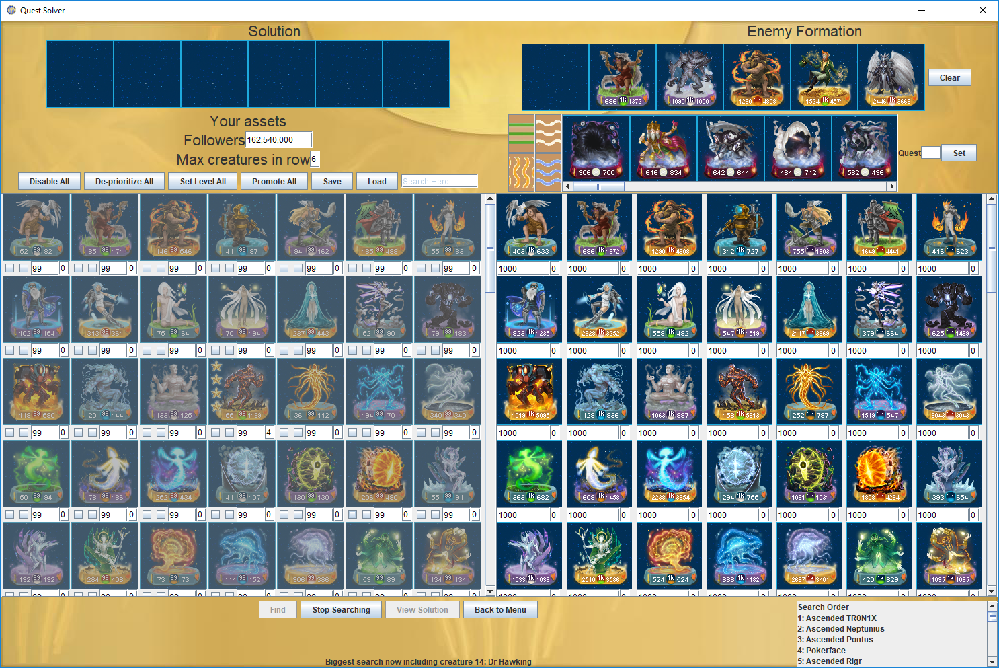 Quest Solver
Solution
Enemy Formation
686 1k 1372
1090 1k 1000
1290 1k 4808
1524 1k 4571
2446 1k 3668
Clear
Your assets
Followers 162,540,000
Max creatures in row 6
906 700
616 834
642 644
484 712
582 496
Quest
Set
Disable All
De-prioritize All
Set Level All
Promote All
Save
Load
Search Hero
52 99 82
85 99 171
146 99 546
41 99 97
94 99 162
185 99 499
55 99 83
403 1k 633
686 1k 1372
1290 1k 4808
312 1k 727
755 1k 1303
1649 1k 4441
416 1k 623
99 0 99 0 99 0 99 0 99 0 99 0 99 0
1000 0 1000 0 1000 0 1000 0 1000 0 1000 0 1000 0
102 99 154
313 99 361
75 99 64
70 99 194
237 99 443
52 99 90
79 99 183
823 1k 1235
2828 1k 3252
558 1k 482
547 1k 1519
2117 1k 3969
379 1k 664
625 1k 1439
99 0 99 0 99 0 99 0 99 0 99 0 99 0
1000 0 1000 0 1000 0 1000 0 1000 0 1000 0 1000 0
118 99 590
20 99 144
133 99 125
55 99 1169
36 99 112
194 99 70
340 99 340
1019 1k 5095
129 1k 936
1063 1k 997
158 1k 5913
252 1k 797
1519 1k 547
3043 1k 3043
99 0 99 0 99 0 99 4 99 0 99 0 99 0
1000 0 1000 0 1000 0 1000 0 1000 0 1000 0 1000 0
50 99 94
78 99 186
252 99 434
41 99 107
130 99 130
206 99 490
55 99 91
363 1k 682
608 1k 1458
2238 1k 3854
294 1k 755
1031 1k 1031
1808 1k 4294
393 1k 654
99 0 99 0 99 0 99 0 99 0 99 0 99 0
1000 0 1000 0 1000 0 1000 0 1000 0 1000 0 1000 0
132 99 132
284 99 406
73 99 73
114 99 152
306 99 386
59 99 89
134 99 134
1033 1k 1033
2510 1k 3586
524 1k 524
886 1k 1182
2697 1k 3401
420 1k 629
1035 1k 1035
Find
Stop Searching
View Solution
Back to Menu
Biggest search now including creature 14: Dr Hawking
Search Order
1: Ascended TR0N1X
2: Ascended Neptunius
3: Ascended Pontus
4: Pokerface
5: Ascended Rigr